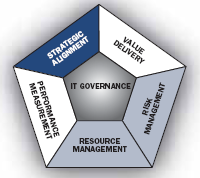 STRATEGIC
ALIGNMENT
VALUE
DELIVERY
IT GOVERNANCE
PERFORMANCE
MEASUREMENT
RISK
MANAGEMENT
RESOURCE
MANAGEMENT